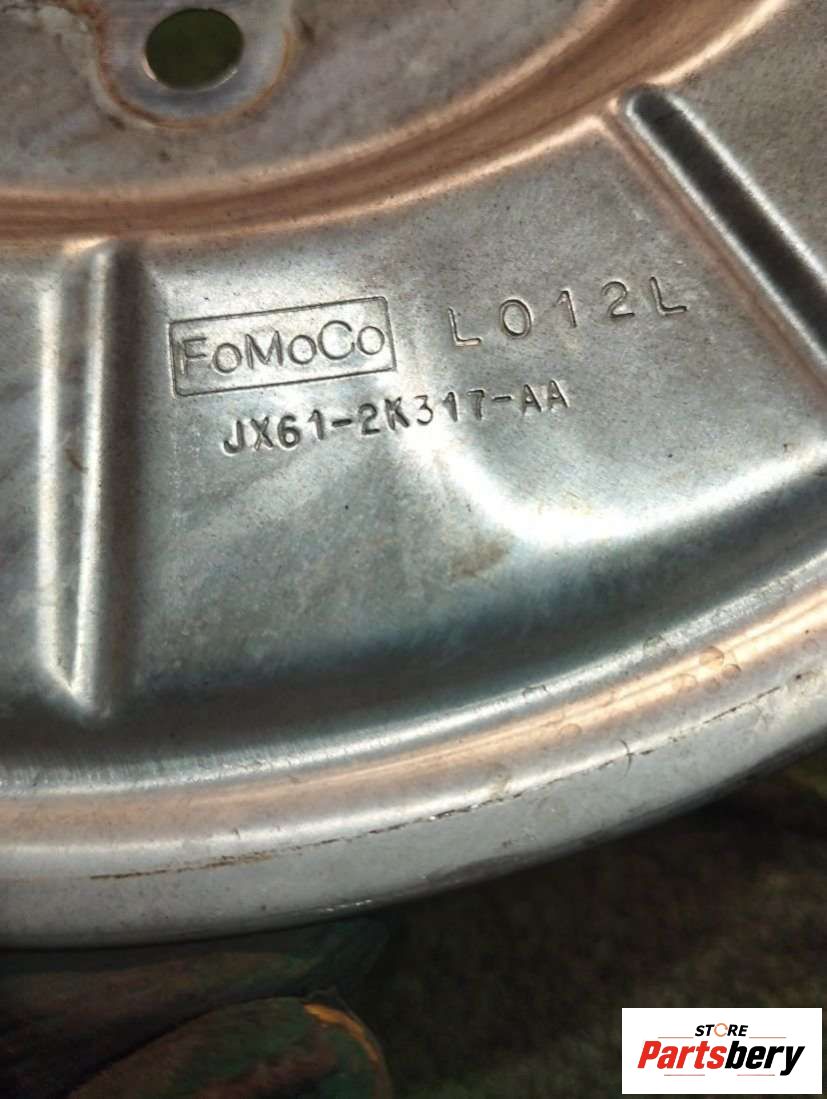 FoMoCo L012L
JX61-2K317-AA
STORE
Partsbery